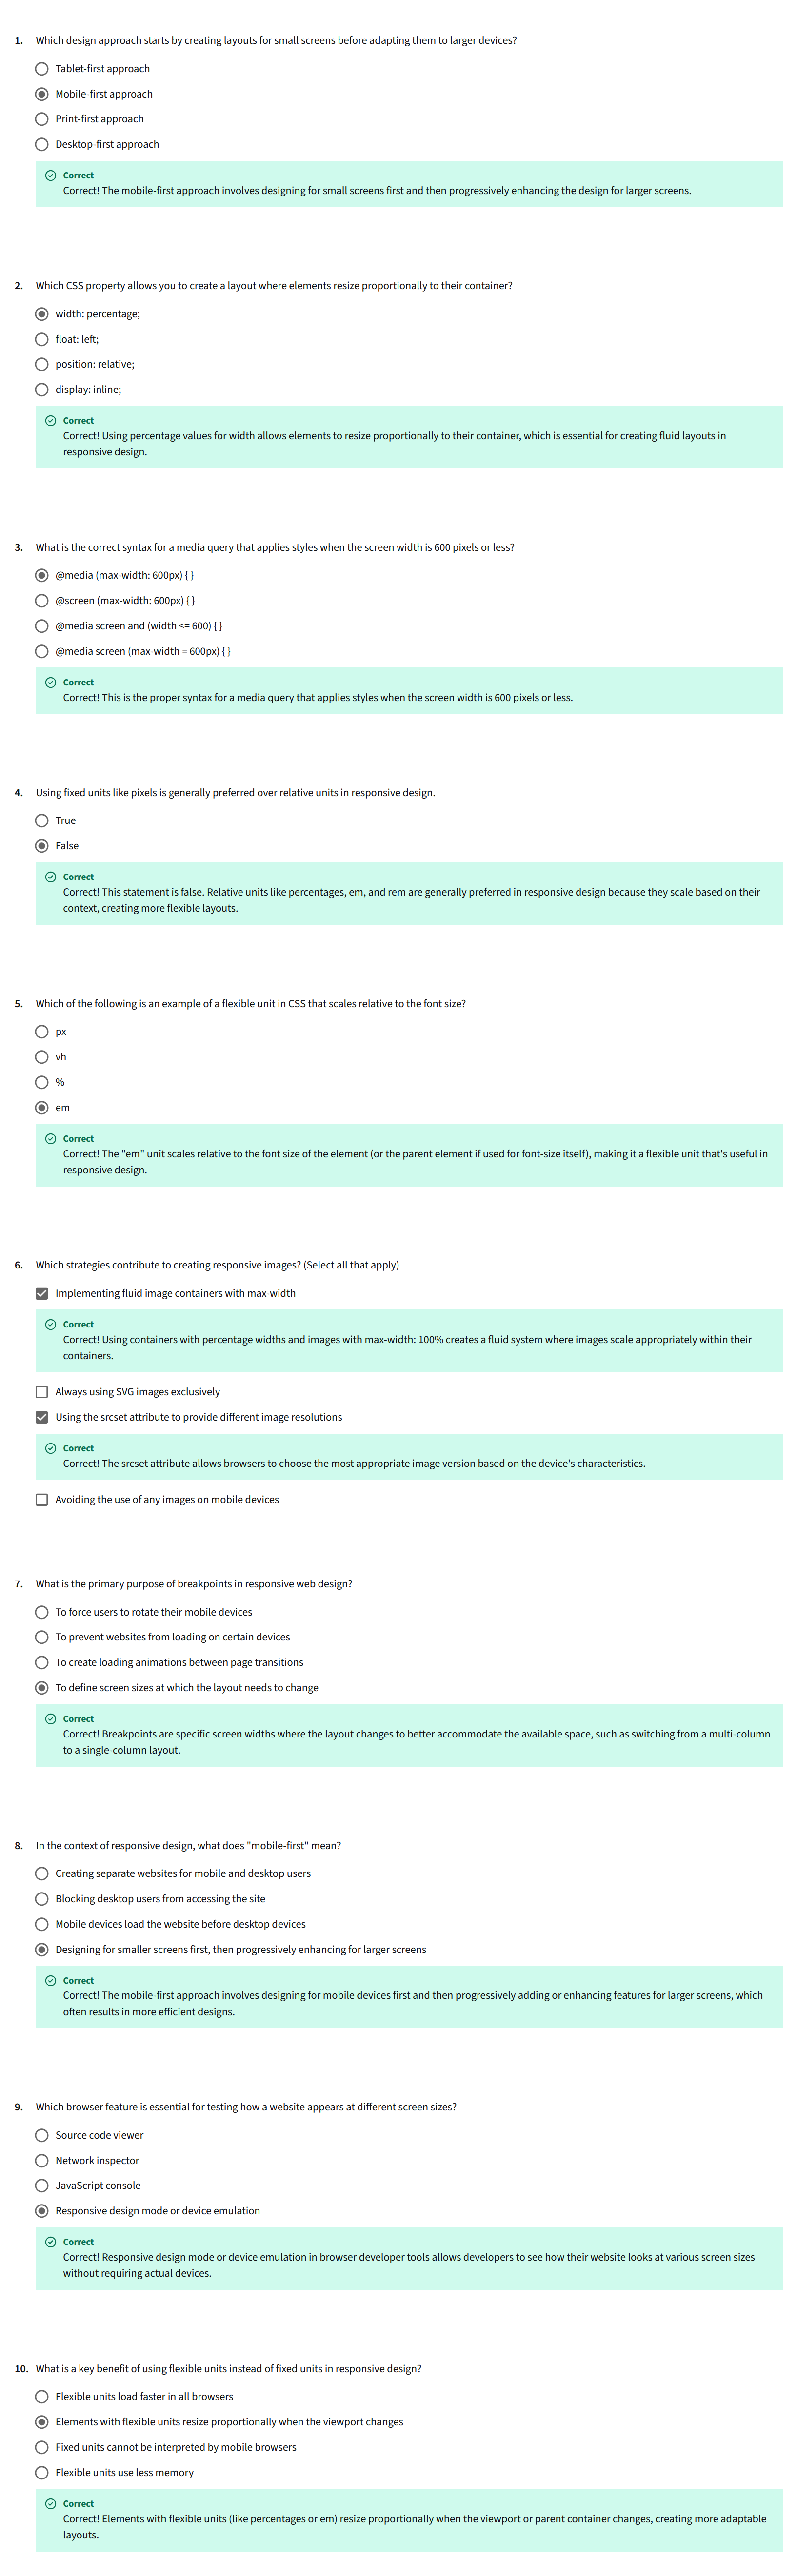 1. Which design approach starts by creating layouts for small screens before adapting them to larger devices?
Tablet-first approach
Mobile-first approach
Print-first approach
Desktop-first approach
Correct
Correct! The mobile-first approach involves designing for small screens first and then progressively enhancing the design for larger screens.
2. Which CSS property allows you to create a layout where elements resize proportionally to their container?
width: percentage;
float: left;
position: relative;
display: inline;
Correct
Correct! Using percentage values for width allows elements to resize proportionally to their container, which is essential for creating fluid layouts in
responsive design.
3. What is the correct syntax for a media query that applies styles when the screen width is 600 pixels or less?
@media (max-width: 600px) { }
@screen (max-width: 600px) { }
@media screen and (width <= 600) { }
@media screen (max-width = 600px) { }
Correct
Correct! This is the proper syntax for a media query that applies styles when the screen width is 600 pixels or less.
4. Using fixed units like pixels is generally preferred over relative units in responsive design.
True
False
Correct
Correct! This statement is false. Relative units like percentages, em, and rem are generally preferred in responsive design because they scale based on their
context, creating more flexible layouts.
5. Which of the following is an example of a flexible unit in CSS that scales relative to the font size?
px
vh
%
em
Correct
Correct! The "em" unit scales relative to the font size of the element (or the parent element if used for font-size itself), making it a flexible unit that's useful in
responsive design.
6. Which strategies contribute to creating responsive images? (Select all that apply)
Implementing fluid image containers with max-width
Correct
Correct! Using containers with percentage widths and images with max-width: 100% creates a fluid system where images scale appropriately within their
containers.
Always using SVG images exclusively
Using the srcset attribute to provide different image resolutions
Correct
Correct! The srcset attribute allows browsers to choose the most appropriate image version based on the device's characteristics.
Avoiding the use of any images on mobile devices
7. What is the primary purpose of breakpoints in responsive web design?
To force users to rotate their mobile devices
To prevent websites from loading on certain devices
To create loading animations between page transitions
To define screen sizes at which the layout needs to change
Correct
Correct! Breakpoints are specific screen widths where the layout changes to better accommodate the available space, such as switching from a multi-column
to a single-column layout.
8. In the context of responsive design, what does "mobile-first" mean?
Creating separate websites for mobile and desktop users
Blocking desktop users from accessing the site
Mobile devices load the website before desktop devices
Designing for smaller screens first, then progressively enhancing for larger screens
Correct
Correct! The mobile-first approach involves designing for mobile devices first and then progressively adding or enhancing features for larger screens, which
often results in more efficient designs.
9. Which browser feature is essential for testing how a website appears at different screen sizes?
Source code viewer
Network inspector
JavaScript console
Responsive design mode or device emulation
Correct
Correct! Responsive design mode or device emulation in browser developer tools allows developers to see how their website looks at various screen sizes
without requiring actual devices.
10. What is a key benefit of using flexible units instead of fixed units in responsive design?
Flexible units load faster in all browsers
Elements with flexible units resize proportionally when the viewport changes
Fixed units cannot be interpreted by mobile browsers
Flexible units use less memory
Correct
Correct! Elements with flexible units (like percentages or em) resize proportionally when the viewport or parent container changes, creating more adaptable
layouts.